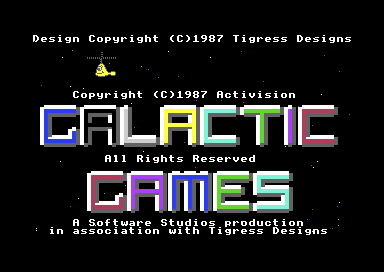 Design Copyright (C)1987 Tigress Designs
Copyright (C)1987 Activision
GALACTIC
All Rights Reserved
GAMES
A Software Studios production
in association with Tigress Designs